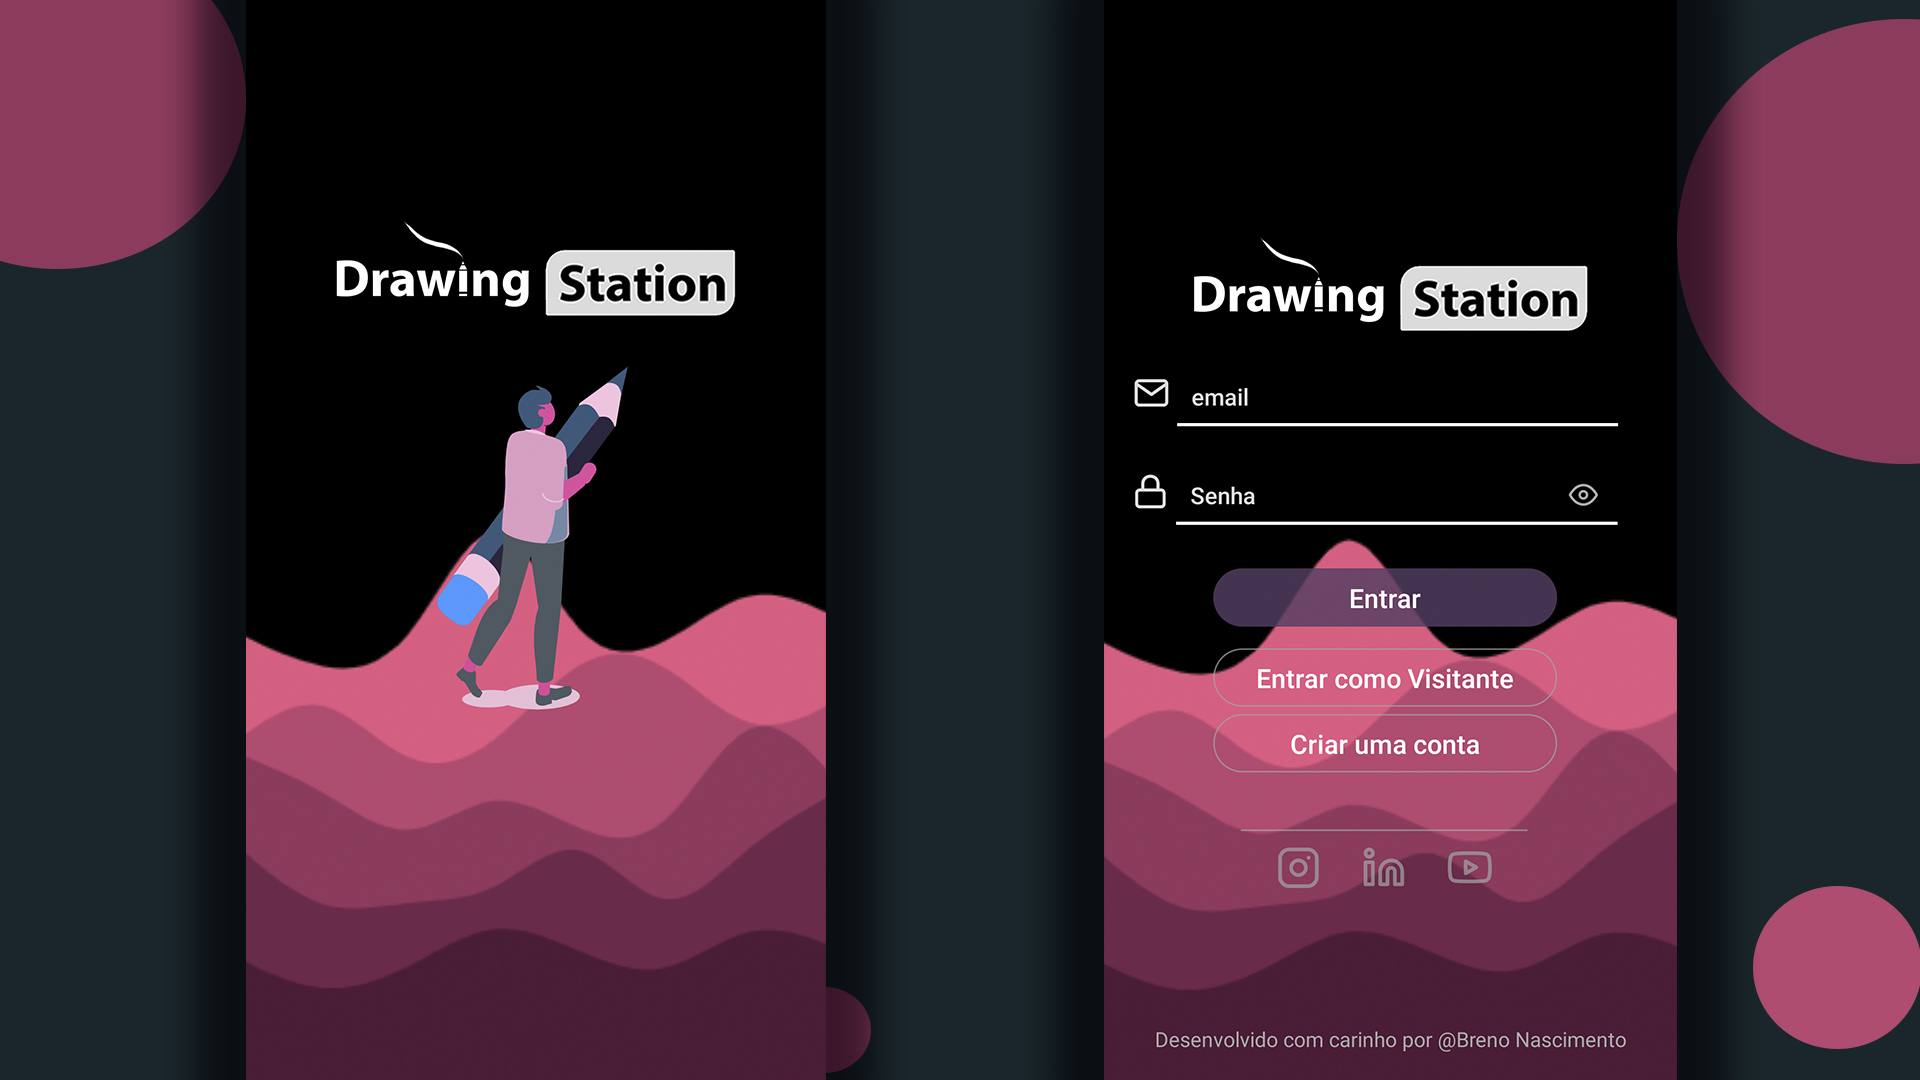 Drawing Station
Drawing Station
email
Senha
Entrar
Entrar como Visitante
Criar uma conta
in
Desenvolvido com carinho por @Breno Nascimento